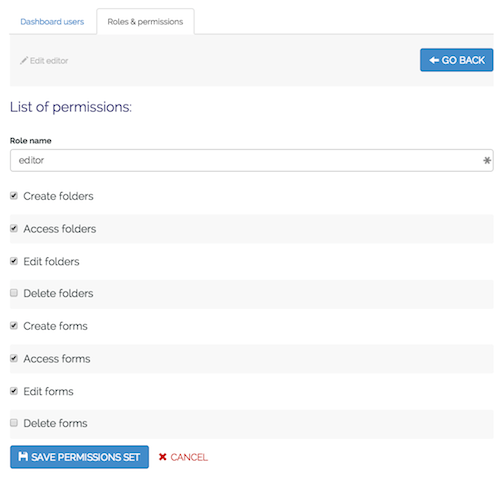 Dashboard users
Roles & permissions
Edit editor
GO BACK
List of permissions:
Role name
editor
Create folders
Access folders
Edit folders
Delete folders
Create forms
Access forms
Edit forms
Delete forms
SAVE PERMISSIONS SET
CANCEL